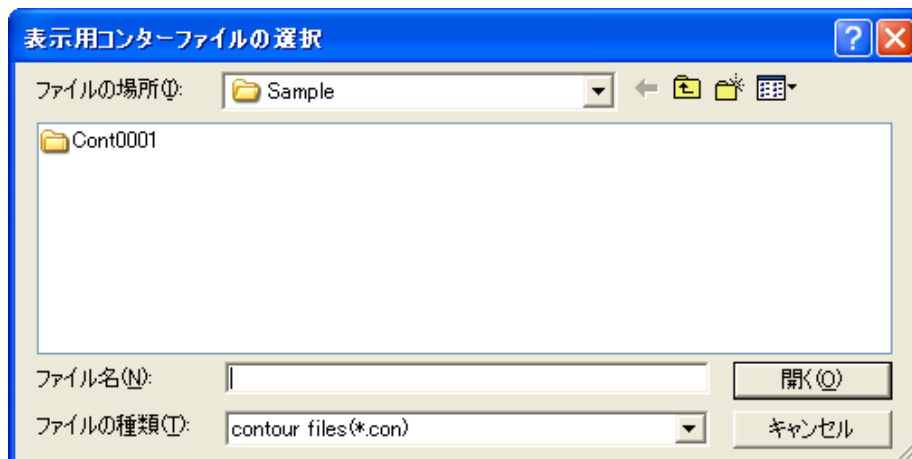 表示用コンターファイルの選択
ファイルの場所(I): Sample
Cont0001
ファイル名(N): 開く(O)
ファイルの種類(T): contour files(*.con) キャンセル